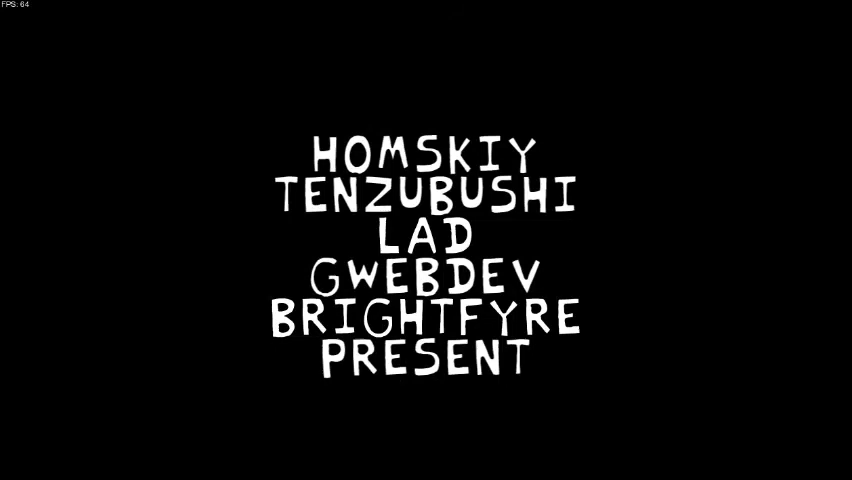 FPS: 64
HOMSKIY
TENZUBUSHI
LAD
GWEBDEV
BRIGHTFYRE
PRESENT